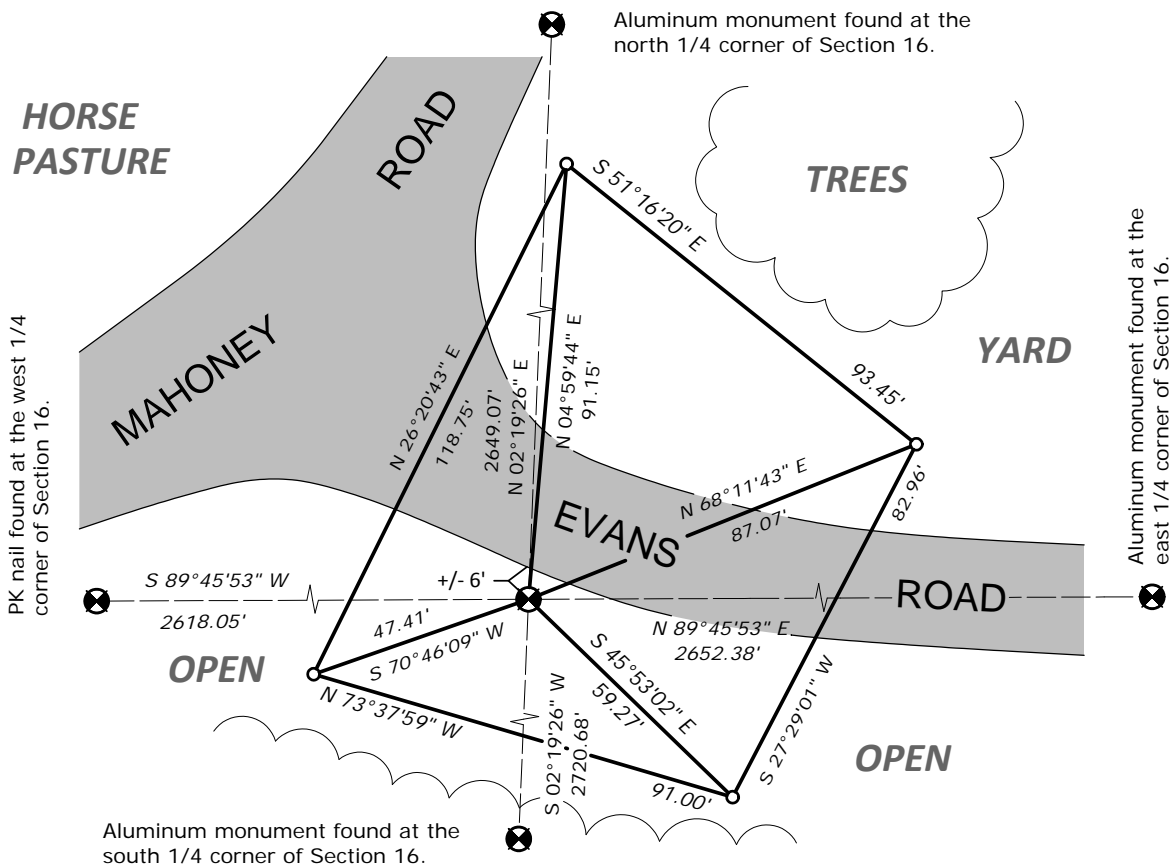 Aluminum monument found at the
north 1/4 corner of Section 16.
HORSE
PASTURE
ROAD
TREES
S 51°16'20" E
93.45'
YARD
Aluminum monument found at the
east 1/4 corner of Section 16.
PK nail found at the west 1/4
corner of Section 16.
MAHONEY
N 26°20'43" E
118.75'
2649.07'
N 02°19'26" E
N 04°59'44" E
91.15'
N 68°11'43" E
87.07'
82.96'
EVANS
ROAD
+/- 6'
S 89°45'53" W
2618.05'
47.41'
S 70°46'09" W
N 89°45'53" E
2652.38'
OPEN
S 45°53'02" E
59.27'
N 73°37'59" W
91.00'
S 02°19'26" W
2720.68'
S 27°29'01" W
OPEN
Aluminum monument found at the
south 1/4 corner of Section 16.